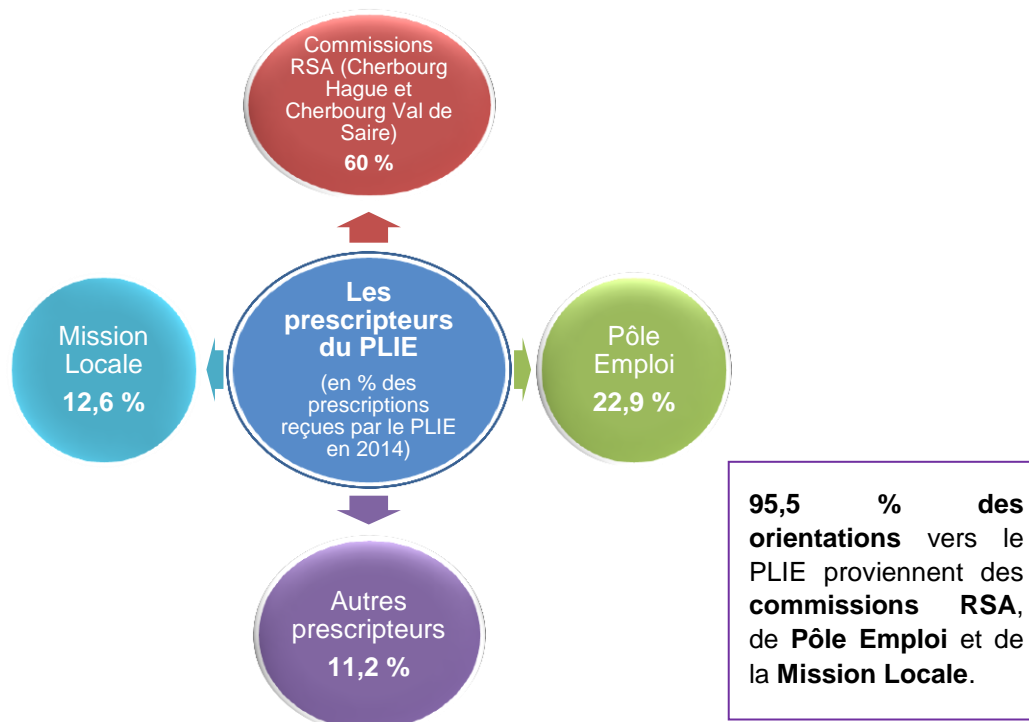 Commissions
RSA (Cherbourg
Hague et
Cherbourg Val de
Saire)
60 %
Les
prescripteurs
du PLIE
(en % des
prescriptions
reçues par le PLIE
en 2014)
Mission
Locale
12,6 %
Pôle
Emploi
22,9 %
Autres
prescripteurs
11,2 %
95,5 % des
orientations vers le
PLIE proviennent des
commissions RSA,
de Pôle Emploi et de
la Mission Locale.